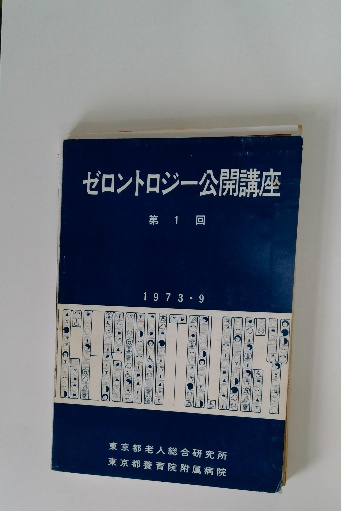 ゼロントロジー公開講座
第 1 回
1973・9
GERONTOLOGY
東京都老人総合研究所
東京都養育院附属病院